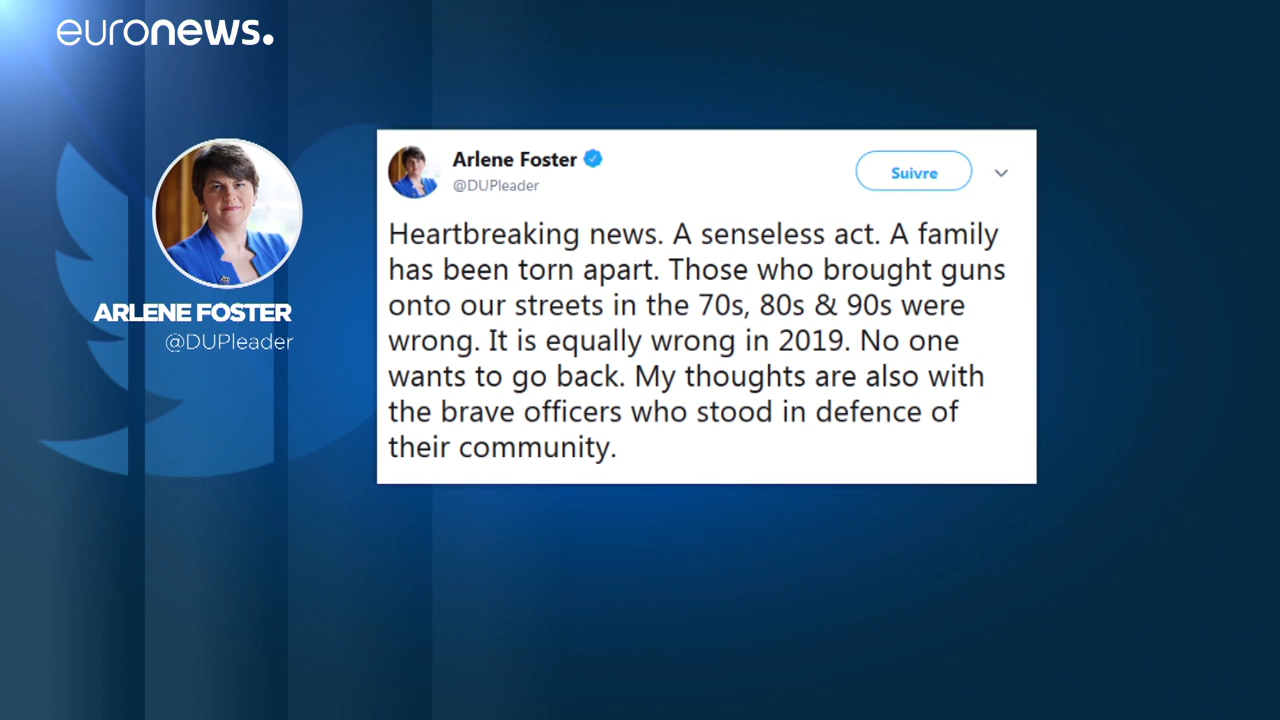 euronews.
ARLENE FOSTER
@DUPleader
Arlene Foster
@DUPleader
Suivre
Heartbreaking news. A senseless act. A family
has been torn apart. Those who brought guns
onto our streets in the 70s, 80s & 90s were
wrong. It is equally wrong in 2019. No one
wants to go back. My thoughts are also with
the brave officers who stood in defence of
their community.